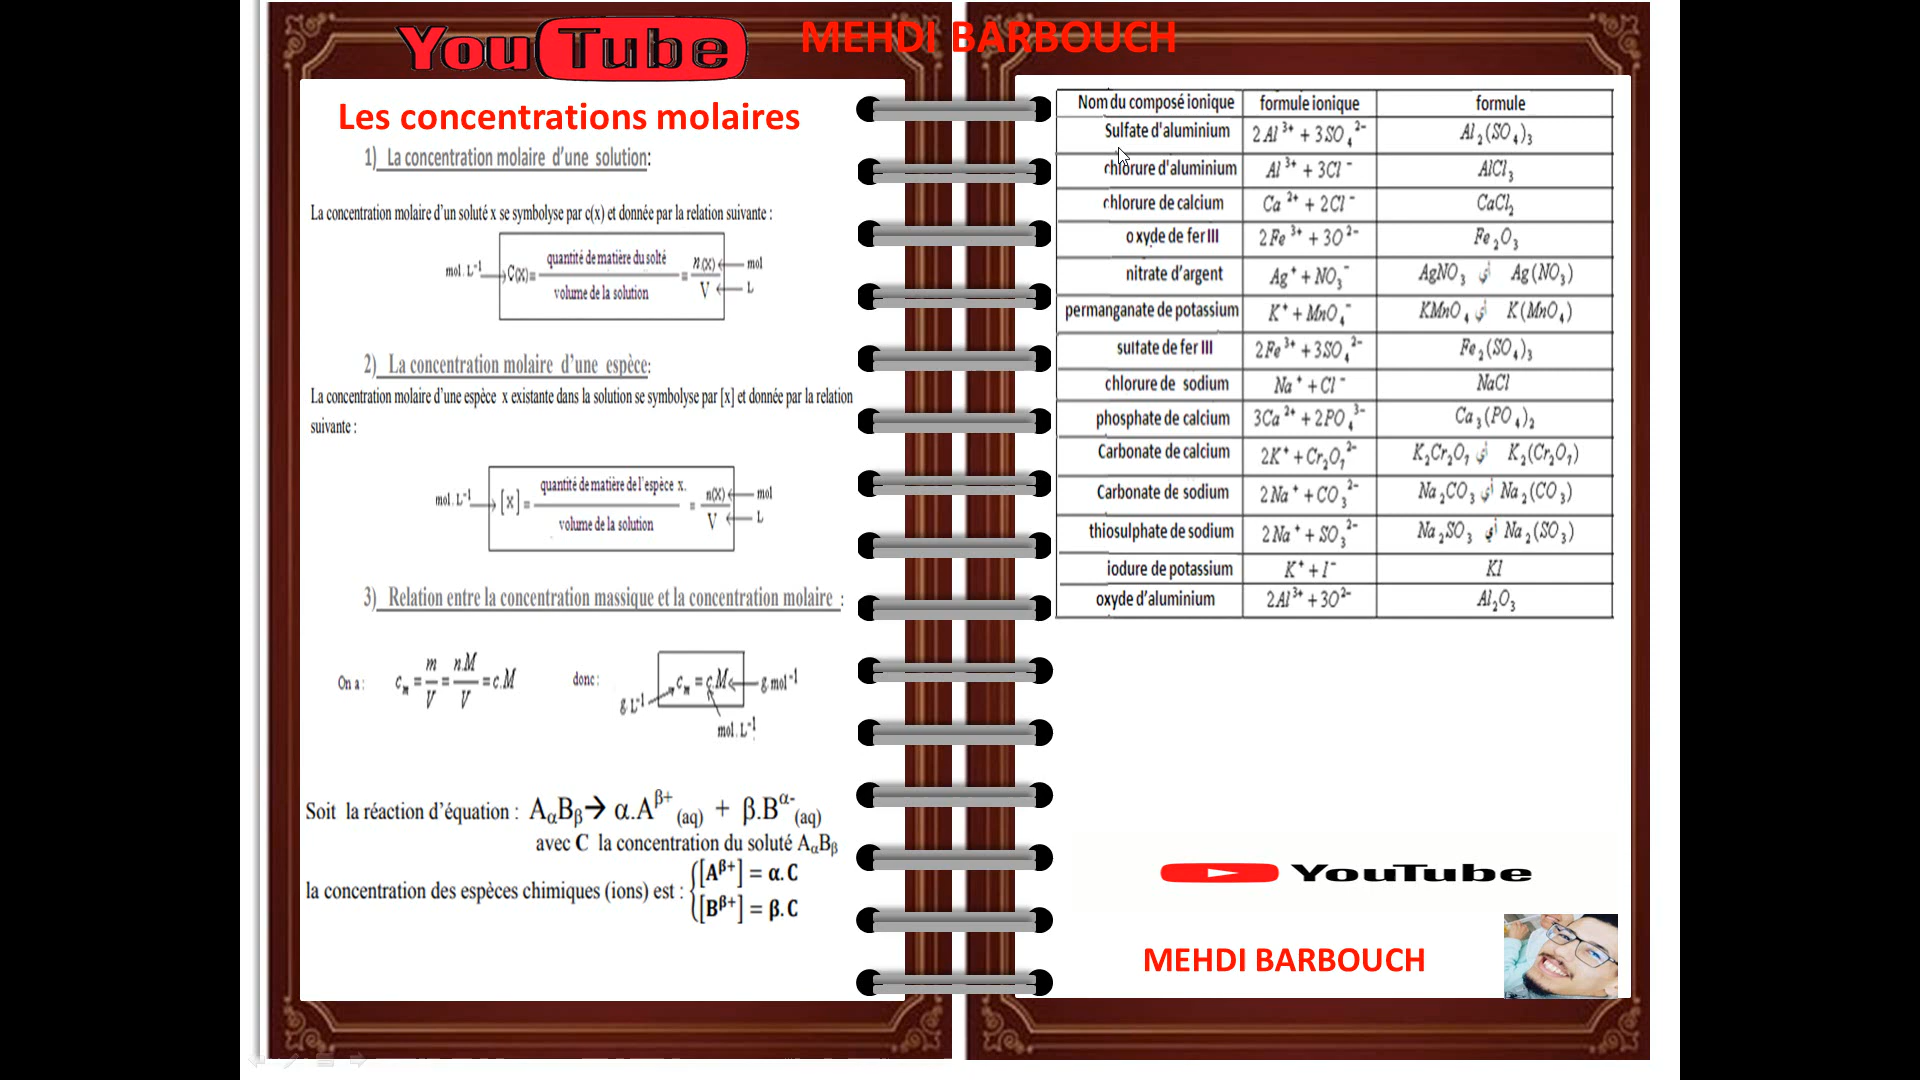 YouTube
MEHDI BARBOUCH
Les concentrations molaires
1) La concentration molaire d'une solution:
La concentration molaire d'un soluté x se symbolyse par c(x) et donnée par la relation suivante :
mol.L⁻¹ → C(X) = quantité de matière du solté / volume de la solution = n(X) / V ← mol ← L
2) La concentration molaire d'une espèce:
La concentration molaire d'une espèce x existante dans la solution se symbolyse par [x] et donnée par la relation
suivante :
mol.L⁻¹ → [X] = quantité de matière de l'espèce x. / volume de la solution = n(X) / V ← mol ← L
3) Relation entre la concentration massique et la concentration molaire :
On a : cₘ = m/V = n.M/V = c.M donc : cₘ = c.M ← g.mol⁻¹
g.L⁻¹
mol.L⁻¹
Soit la réaction d'équation : AαBβ → α.A^β+ (aq) + β.B^α- (aq)
avec C la concentration du soluté AαBβ
la concentration des espèces chimiques (ions) est : { [A^β+] = α.C
[B^β+] = β.C
Nom du composé ionique formule ionique formule
Sulfate d'aluminium 2Al³⁺ + 3SO₄²⁻ Al₂(SO₄)₃
chlorure d'aluminium Al³⁺ + 3Cl⁻ AlCl₃
chlorure de calcium Ca²⁺ + 2Cl⁻ CaCl₂
oxyde de fer III 2Fe³⁺ + 3O²⁻ Fe₂O₃
nitrate d'argent Ag⁺ + NO₃⁻ AgNO₃ أي Ag(NO₃)
permanganate de potassium K⁺ + MnO₄⁻ KMnO₄ أي K(MnO₄)
sulfate de fer III 2Fe³⁺ + 3SO₄²⁻ Fe₂(SO₄)₃
chlorure de sodium Na⁺ + Cl⁻ NaCl
phosphate de calcium 3Ca²⁺ + 2PO₄³⁻ Ca₃(PO₄)₂
Carbonate de calcium 2K⁺ + Cr₂O₇²⁻ K₂Cr₂O₇ أي K₂(Cr₂O₇)
Carbonate de sodium 2Na⁺ + CO₃²⁻ Na₂CO₃ أي Na₂(CO₃)
thiosulphate de sodium 2Na⁺ + SO₃²⁻ Na₂SO₃ أي Na₂(SO₃)
iodure de potassium K⁺ + I⁻ KI
oxyde d'aluminium 2Al³⁺ + 3O²⁻ Al₂O₃
YouTube
MEHDI BARBOUCH